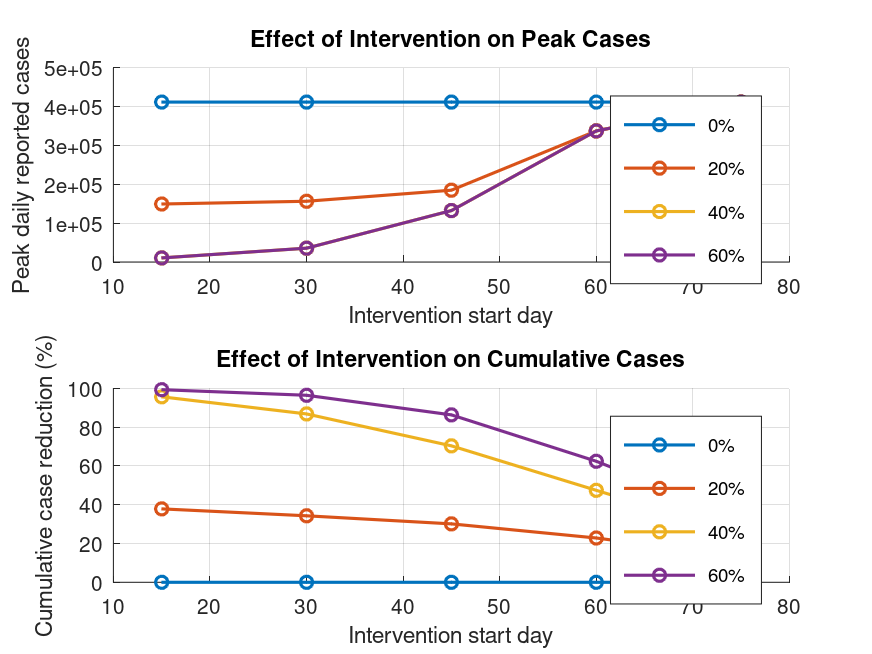 Effect of Intervention on Peak Cases
Peak daily reported cases
5e+05
4e+05
3e+05
2e+05
1e+05
0
10 20 30 40 50 60 70 80
Intervention start day
0%
20%
40%
60%
Effect of Intervention on Cumulative Cases
Cumulative case reduction (%)
100
80
60
40
20
0
10 20 30 40 50 60 70 80
Intervention start day
0%
20%
40%
60%